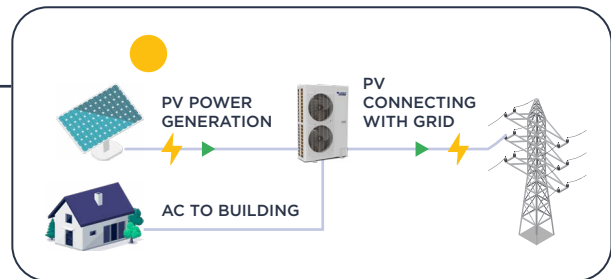 PV POWER
GENERATION
PV
CONNECTING
WITH GRID
AC TO BUILDING